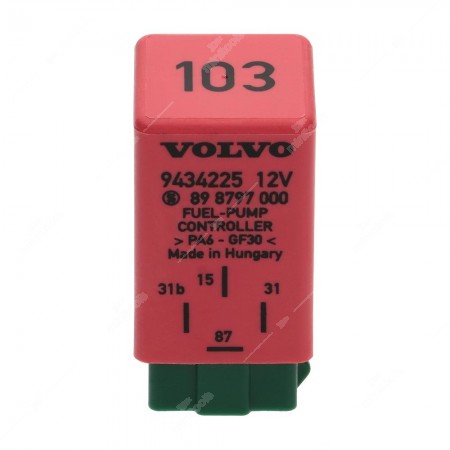 103
VOLVO
9434225 12V
89 8797 000
FUEL-PUMP
CONTROLLER
> PA6 - GF30 <
Made in Hungary
15
31b 31
87